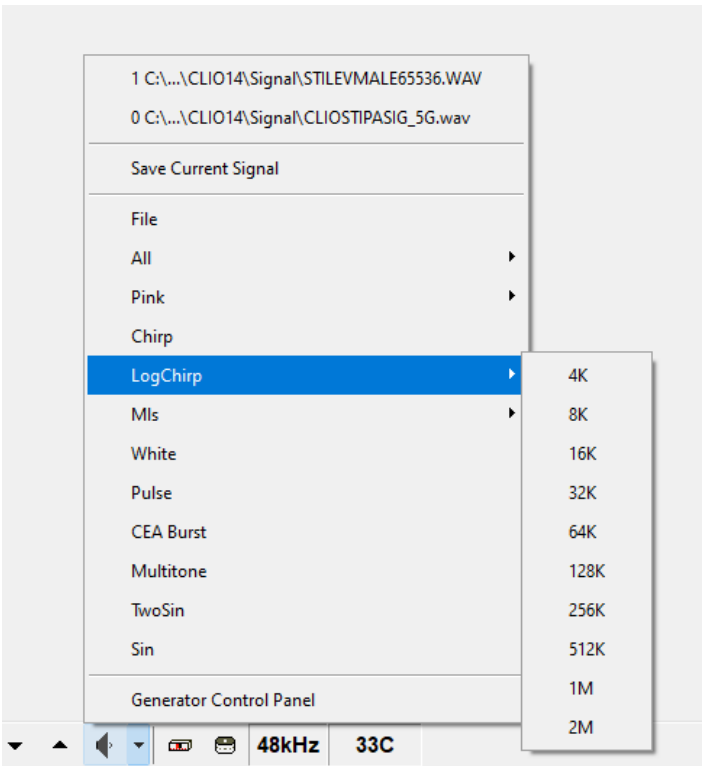 1 C:\...\CLIO14\Signal\STILEVMALE65536.WAV
0 C:\...\CLIO14\Signal\CLIOSTIPASIG_5G.wav
Save Current Signal
File
All
Pink
Chirp
LogChirp
Mls
White
Pulse
CEA Burst
Multitone
TwoSin
Sin
Generator Control Panel
4K
8K
16K
32K
64K
128K
256K
512K
1M
2M
48kHz
33C